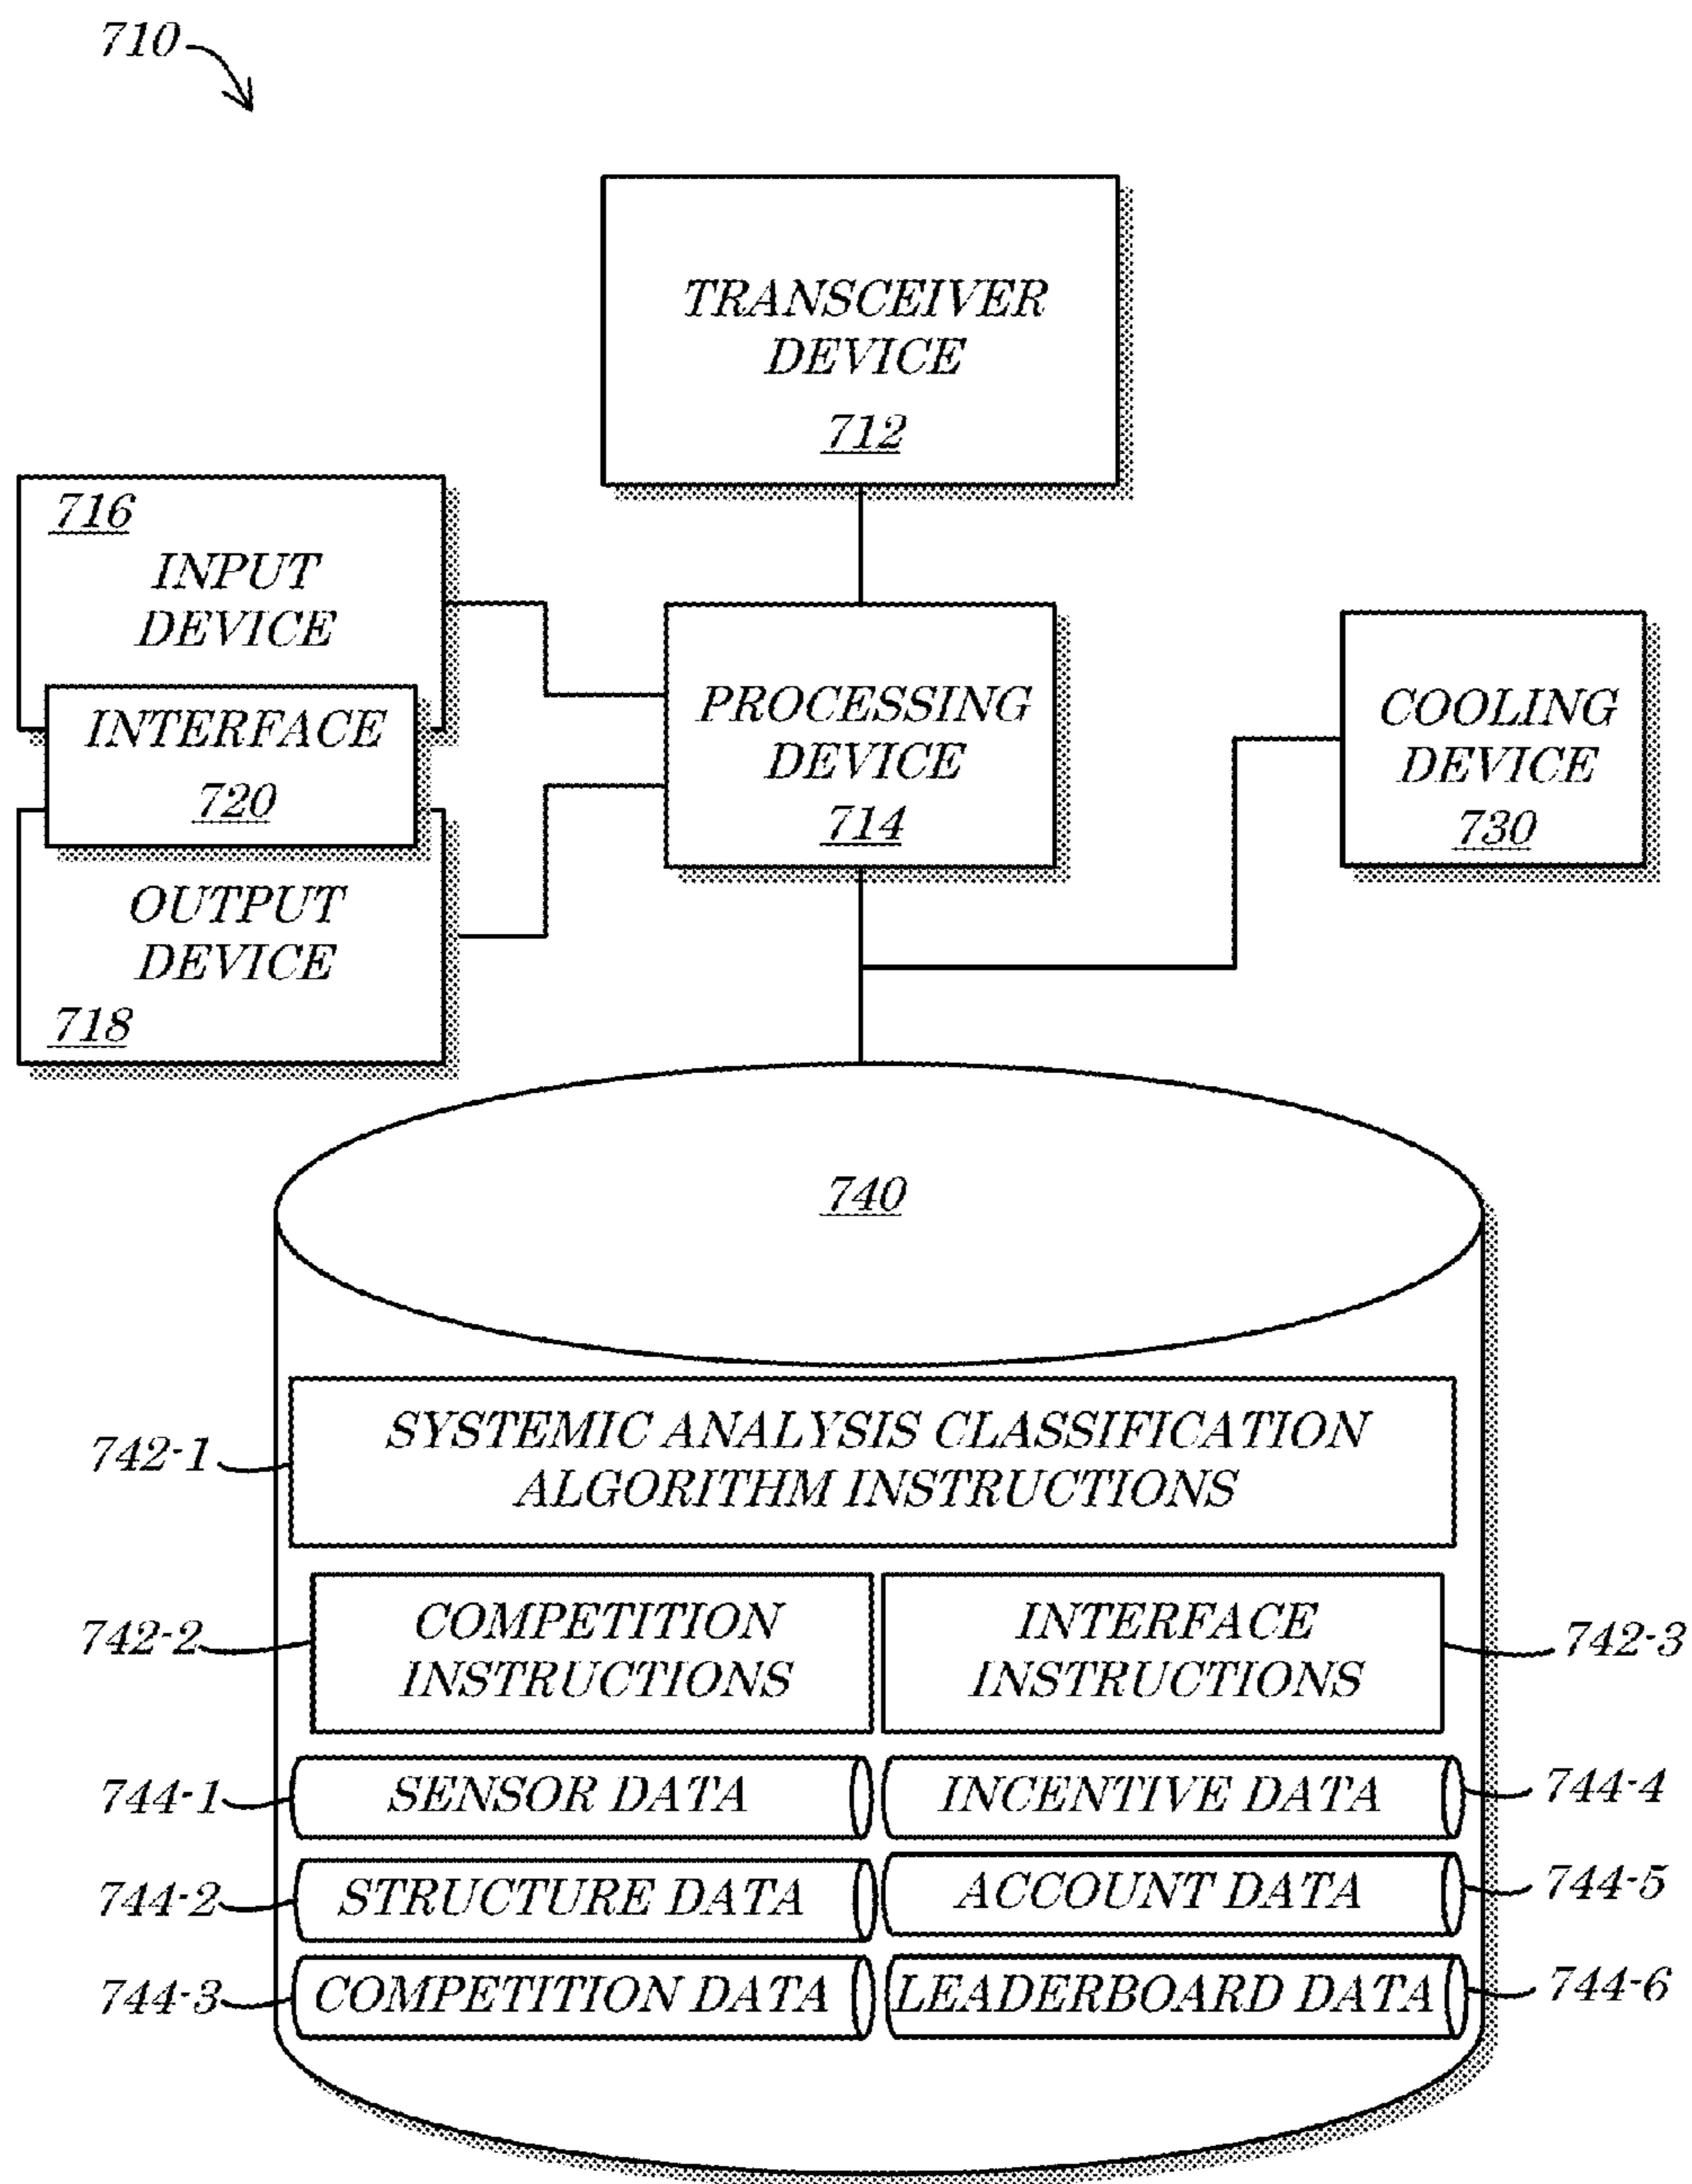 710
TRANSCEIVER
DEVICE
712
716
INPUT
DEVICE
INTERFACE
720
OUTPUT
DEVICE
718
PROCESSING
DEVICE
714
COOLING
DEVICE
730
740
742-1
SYSTEMIC ANALYSIS CLASSIFICATION
ALGORITHM INSTRUCTIONS
742-2
COMPETITION
INSTRUCTIONS
INTERFACE
INSTRUCTIONS
742-3
744-1
SENSOR DATA
INCENTIVE DATA
744-4
744-2
STRUCTURE DATA
ACCOUNT DATA
744-5
744-3
COMPETITION DATA
LEADERBOARD DATA
744-6